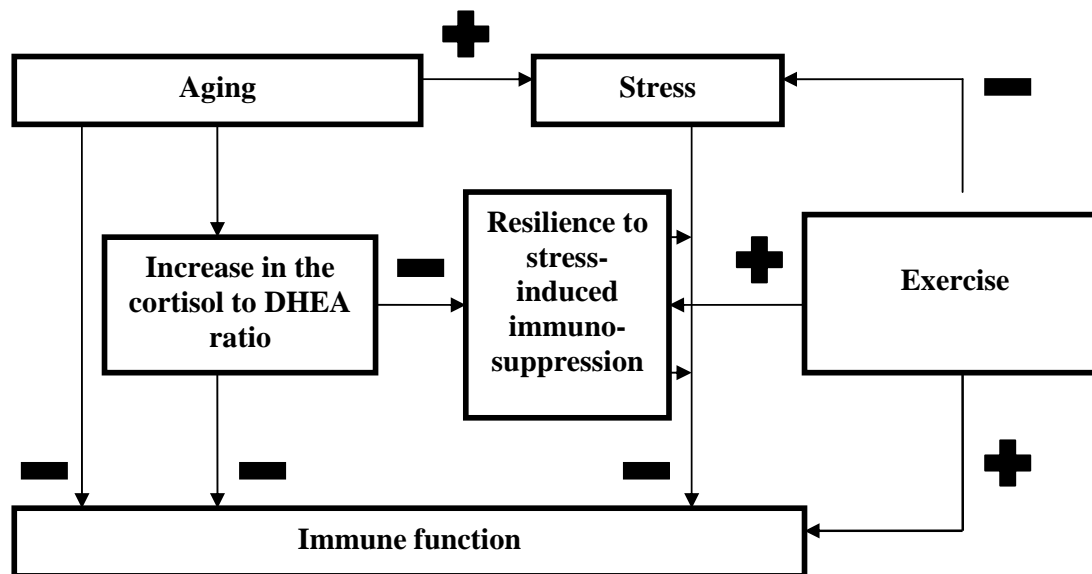 Aging
Stress
Increase in the
cortisol to DHEA
ratio
Resilience to
stress-
induced
immuno-
suppression
Exercise
Immune function